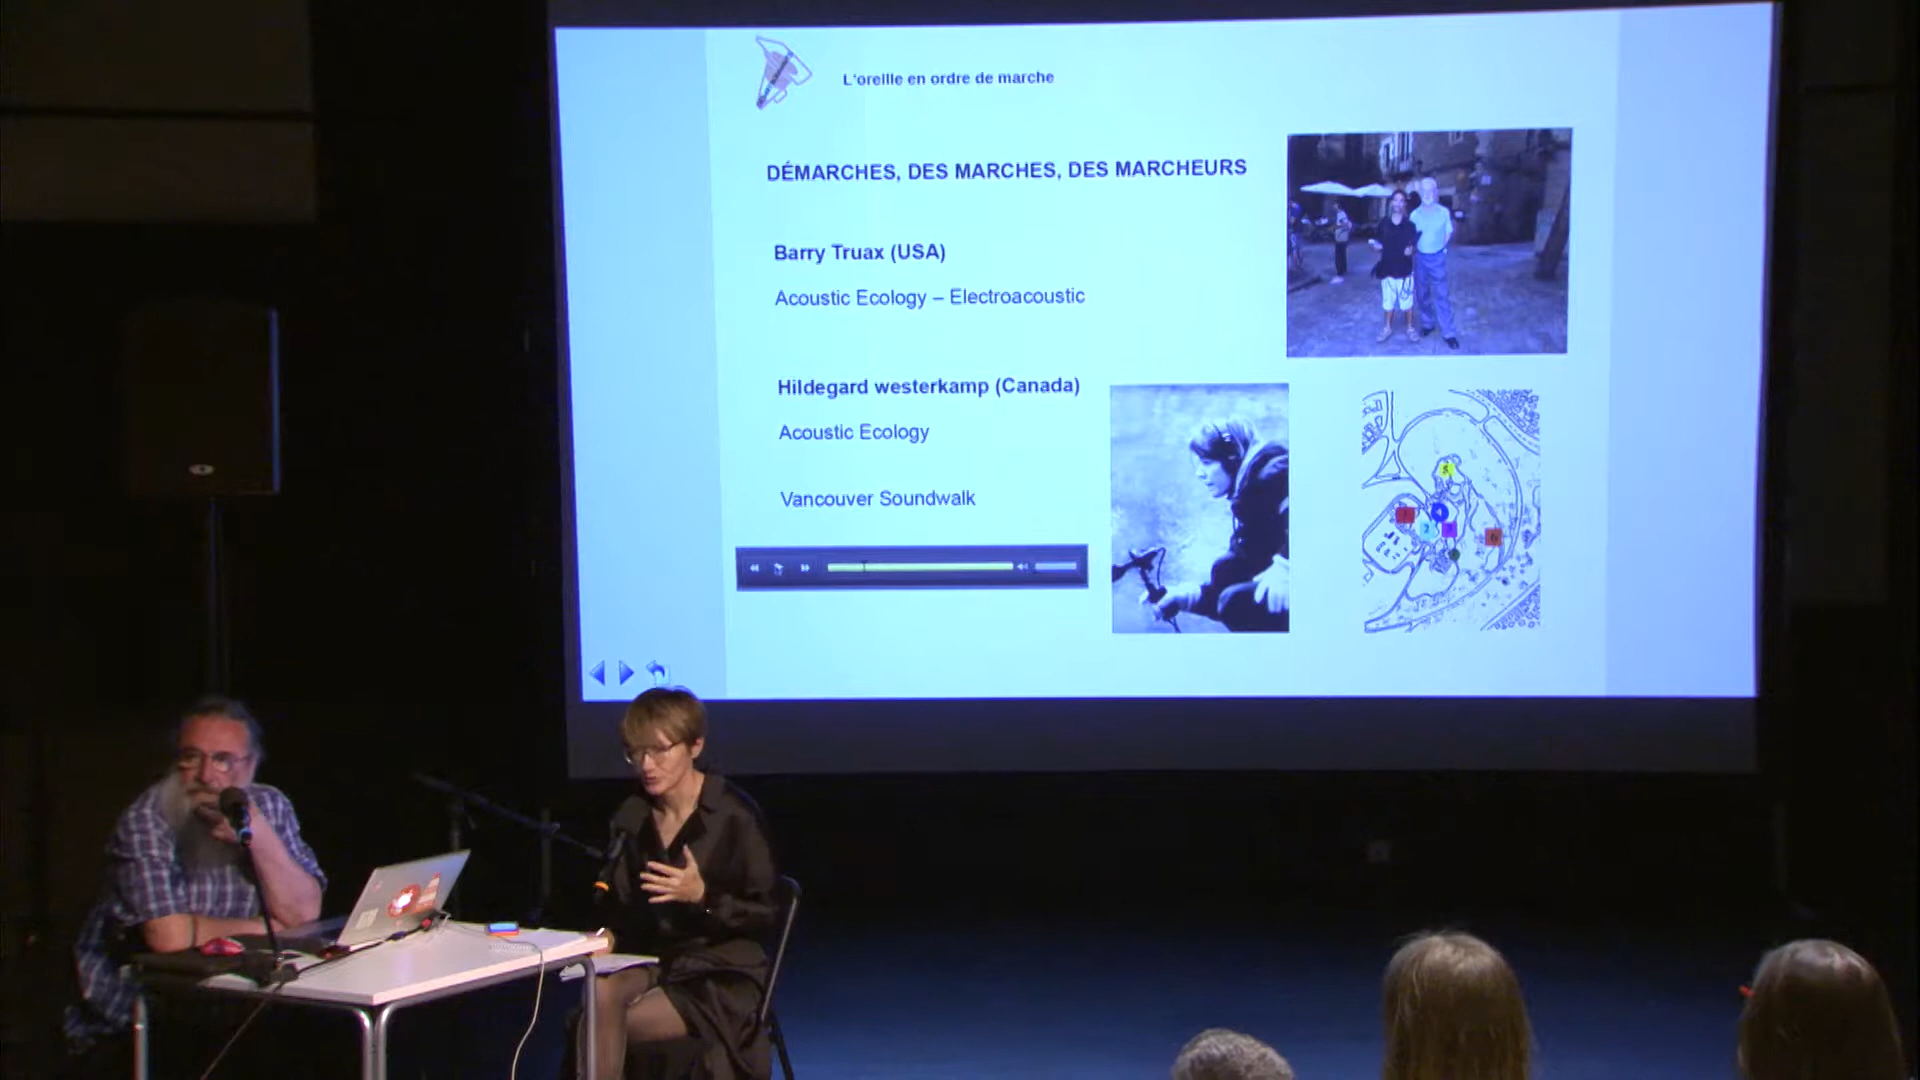 L'oreille en ordre de marche
DÉMARCHES, DES MARCHES, DES MARCHEURS
Barry Truax (USA)
Acoustic Ecology – Electroacoustic
Hildegard westerkamp (Canada)
Acoustic Ecology
Vancouver Soundwalk